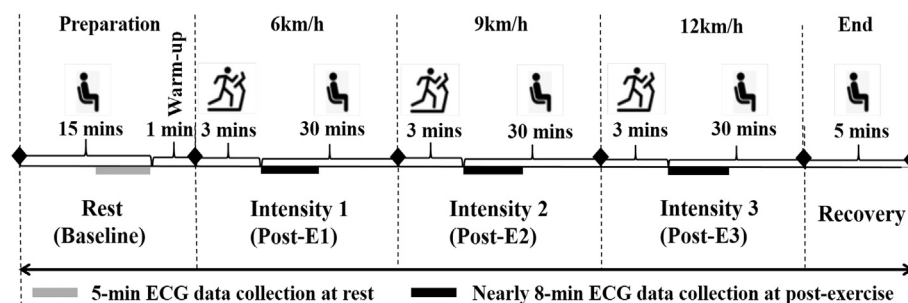 Preparation 6km/h 9km/h 12km/h End
Warm-up
15 mins 1 min 3 mins 30 mins 3 mins 30 mins 3 mins 30 mins 5 mins
Rest Intensity 1 Intensity 2 Intensity 3 Recovery
(Baseline) (Post-E1) (Post-E2) (Post-E3)
5-min ECG data collection at rest Nearly 8-min ECG data collection at post-exercise